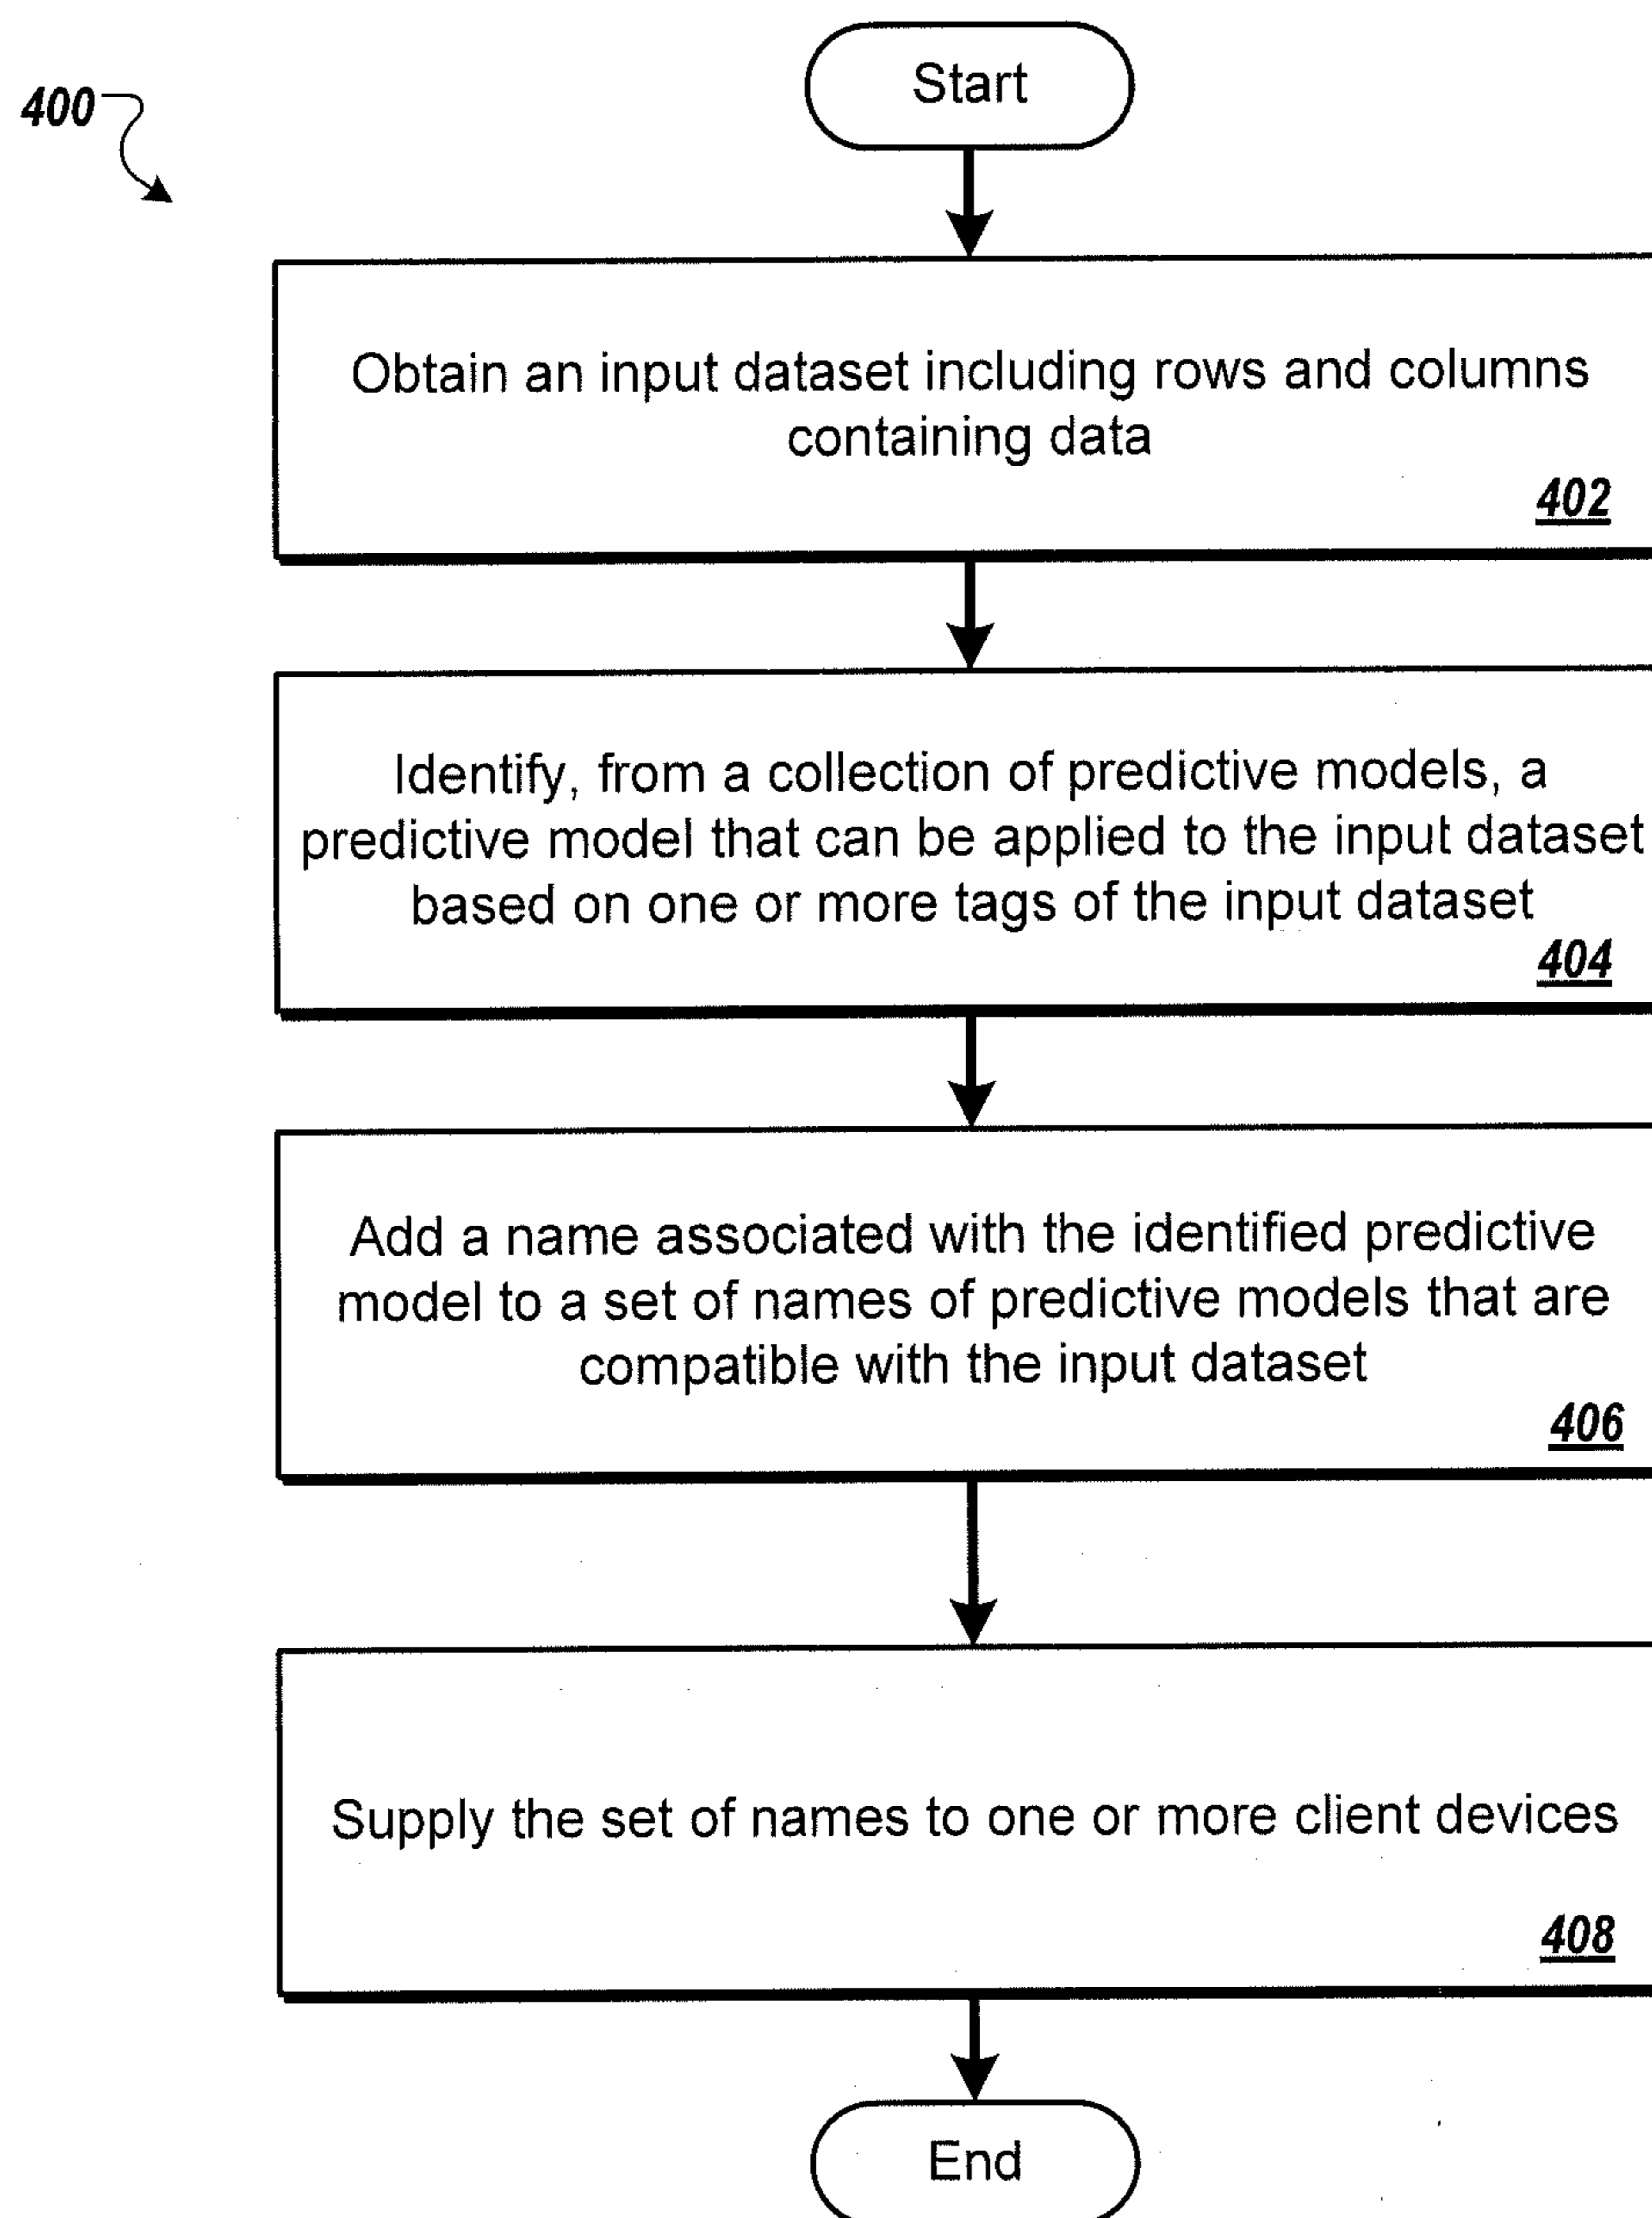 Start
400
Obtain an input dataset including rows and columns
containing data
402
Identify, from a collection of predictive models, a
predictive model that can be applied to the input dataset
based on one or more tags of the input dataset
404
Add a name associated with the identified predictive
model to a set of names of predictive models that are
compatible with the input dataset
406
Supply the set of names to one or more client devices
408
End